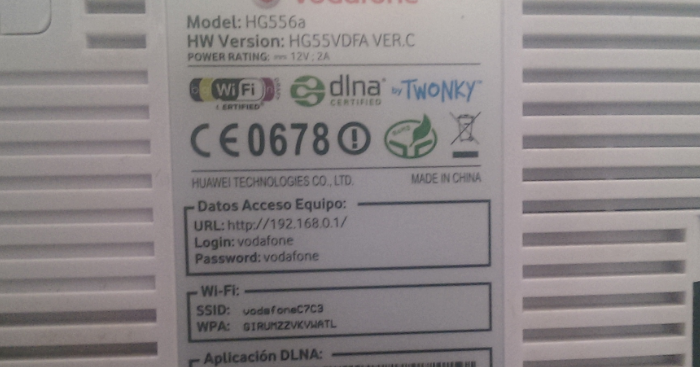 vodafone
Model: HG556a
HW Version: HG55VDFA VER.C
POWER RATING: ⎓ 12V ; 2A
WiFi dlna by TWONKY
CERTIFIED CERTIFIED
CE0678
HUAWEI TECHNOLOGIES CO., LTD. MADE IN CHINA
Datos Acceso Equipo:
URL: http://192.168.0.1/
Login: vodafone
Password: vodafone
Wi-Fi:
SSID: vodafoneC7C3
WPA: GIRUMZZVKVWATL
Aplicación DLNA: